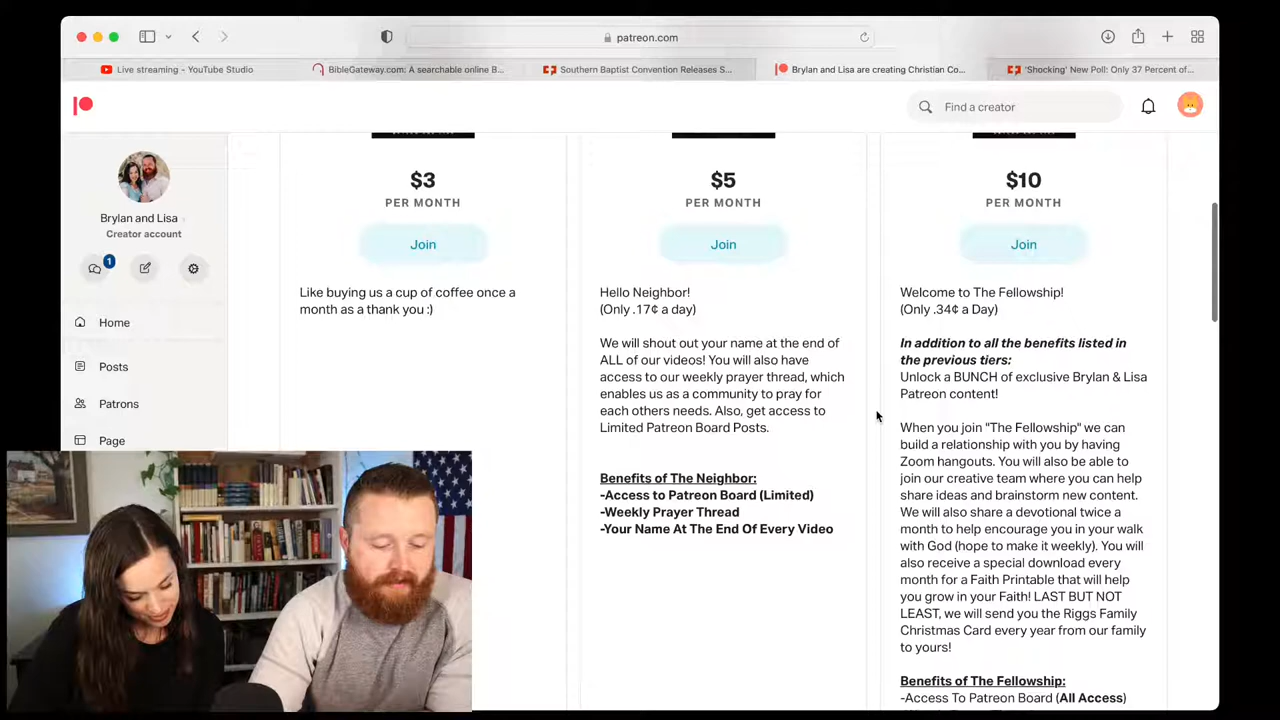 patreon.com
Live streaming - YouTube Studio
BibleGateway.com: A searchable online B...
Southern Baptist Convention Releases S...
Brylan and Lisa are creating Christian Co...
'Shocking' New Poll: Only 37 Percent of...
Find a creator
Brylan and Lisa
Creator account
1
Home
Posts
Patrons
Page
$3
PER MONTH
Join
Like buying us a cup of coffee once a
month as a thank you :)
$5
PER MONTH
Join
Hello Neighbor!
(Only .17¢ a day)
We will shout out your name at the end of
ALL of our videos! You will also have
access to our weekly prayer thread, which
enables us as a community to pray for
each others needs. Also, get access to
Limited Patreon Board Posts.
Benefits of The Neighbor:
-Access to Patreon Board (Limited)
-Weekly Prayer Thread
-Your Name At The End Of Every Video
$10
PER MONTH
Join
Welcome to The Fellowship!
(Only .34¢ a Day)
In addition to all the benefits listed in
the previous tiers:
Unlock a BUNCH of exclusive Brylan & Lisa
Patreon content!
When you join "The Fellowship" we can
build a relationship with you by having
Zoom hangouts. You will also be able to
join our creative team where you can help
share ideas and brainstorm new content.
We will also share a devotional twice a
month to help encourage you in your walk
with God (hope to make it weekly). You will
also receive a special download every
month for a Faith Printable that will help
you grow in your Faith! LAST BUT NOT
LEAST, we will send you the Riggs Family
Christmas Card every year from our family
to yours!
Benefits of The Fellowship:
-Access To Patreon Board (All Access)